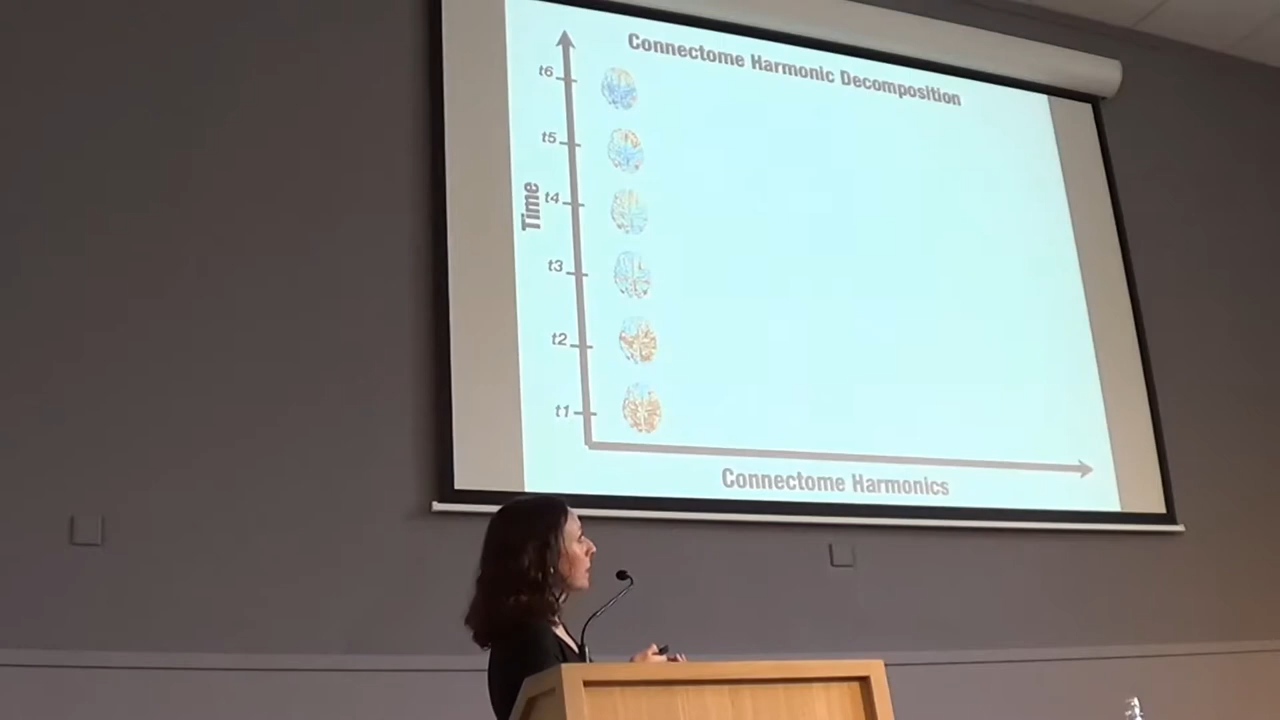 Connectome Harmonic Decomposition
t6
t5
t4
Time
t3
t2
t1
Connectome Harmonics